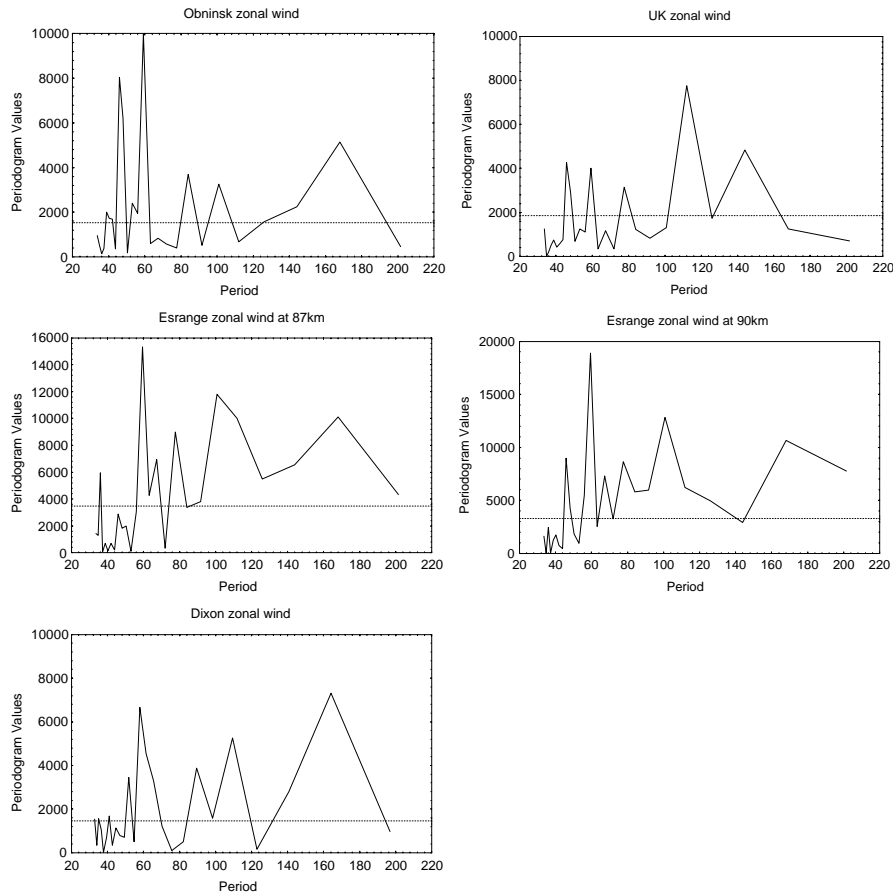 Obninsk zonal wind
10000
8000
6000
4000
2000
0
Periodogram Values
20 40 60 80 100 120 140 160 180 200 220
Period
UK zonal wind
10000
8000
6000
4000
2000
0
Periodogram Values
20 40 60 80 100 120 140 160 180 200 220
Period
Esrange zonal wind at 87km
16000
14000
12000
10000
8000
6000
4000
2000
0
Periodogram Values
20 40 60 80 100 120 140 160 180 200 220
Period
Esrange zonal wind at 90km
20000
15000
10000
5000
0
Periodogram Values
20 40 60 80 100 120 140 160 180 200 220
Period
Dixon zonal wind
10000
8000
6000
4000
2000
0
Periodogram Values
20 40 60 80 100 120 140 160 180 200 220
Period